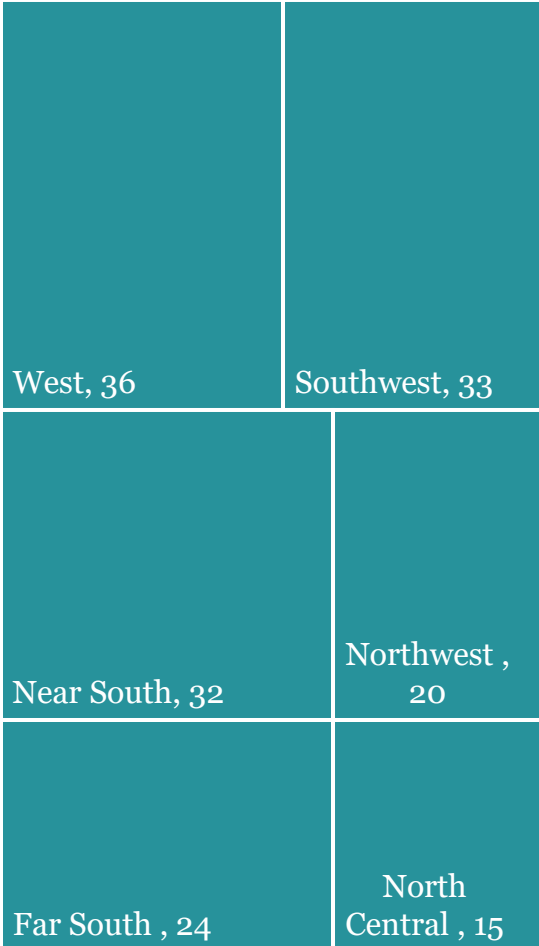 West, 36
Southwest, 33
Near South, 32
Northwest ,
20
Far South , 24
North
Central , 15